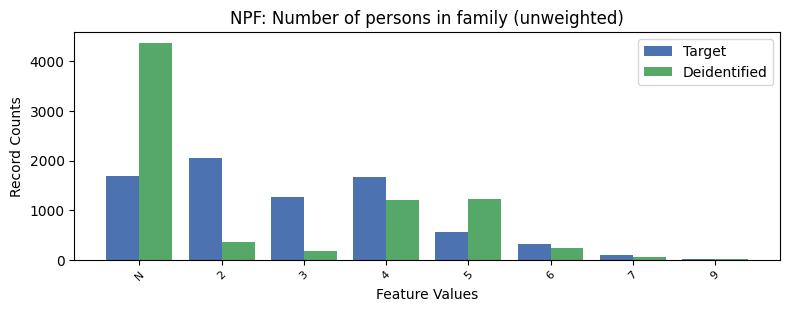 NPF: Number of persons in family (unweighted)
Target
Deidentified
Record Counts
4000
3000
2000
1000
0
N 2 3 4 5 6 7 9
Feature Values